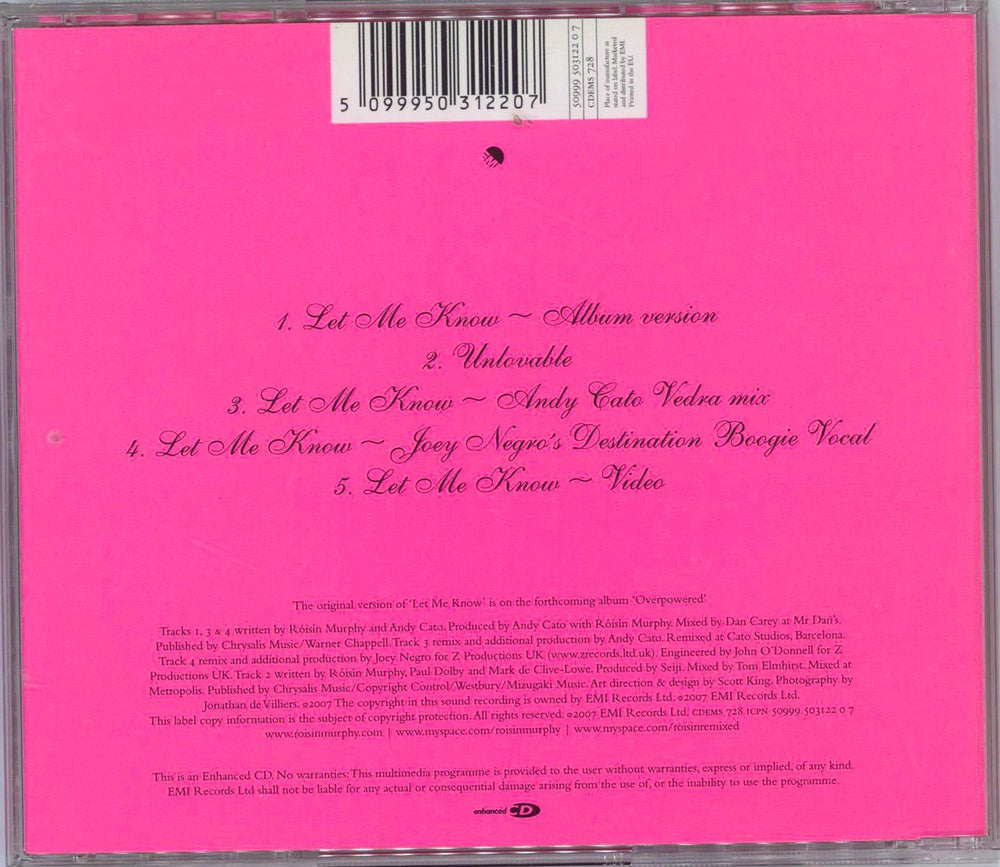 5 099950 312207
50999 503122 0 7
CDEMS 728
Place of manufacture as
stated on label. Marketed
and distributed by EMI
Printed in the EU.
1. Let Me Know ~ Album version
2. Unlovable
3. Let Me Know ~ Andy Cato Vedra mix
4. Let Me Know ~ Joey Negro's Destination Boogie Vocal
5. Let Me Know ~ Video
The original version of 'Let Me Know' is on the forthcoming album 'Overpowered'
Tracks 1, 3 & 4 written by Róisín Murphy and Andy Cato. Produced by Andy Cato with Róisín Murphy. Mixed by Dan Carey at Mr Dan's.
Published by Chrysalis Music/Warner Chappell. Track 3 remix and additional production by Andy Cato. Remixed at Cato Studios, Barcelona.
Track 4 remix and additional production by Joey Negro for Z Productions UK (www.zrecords.ltd.uk). Engineered by John O'Donnell for Z
Productions UK. Track 2 written by Róisín Murphy, Paul Dolby and Mark de Clive-Lowe. Produced by Seiji. Mixed by Tom Elmhirst. Mixed at
Metropolis. Published by Chrysalis Music/Copyright Control/Westbury/Mizugaki Music. Art direction & design by Scott King. Photography by
Jonathan de Villiers. ℗2007 The copyright in this sound recording is owned by EMI Records Ltd. ©2007 EMI Records Ltd.
This label copy information is the subject of copyright protection. All rights reserved. ©2007 EMI Records Ltd. CDEMS 728 ICPN 50999 503122 0 7
www.roisinmurphy.com | www.myspace.com/roisinmurphy | www.myspace.com/roisinremixed
This is an Enhanced CD. No warranties: This multimedia programme is provided to the user without warranties, express or implied, of any kind.
EMI Records Ltd shall not be liable for any actual or consequential damage arising from the use of, or the inability to use the programme.
enhanced CD